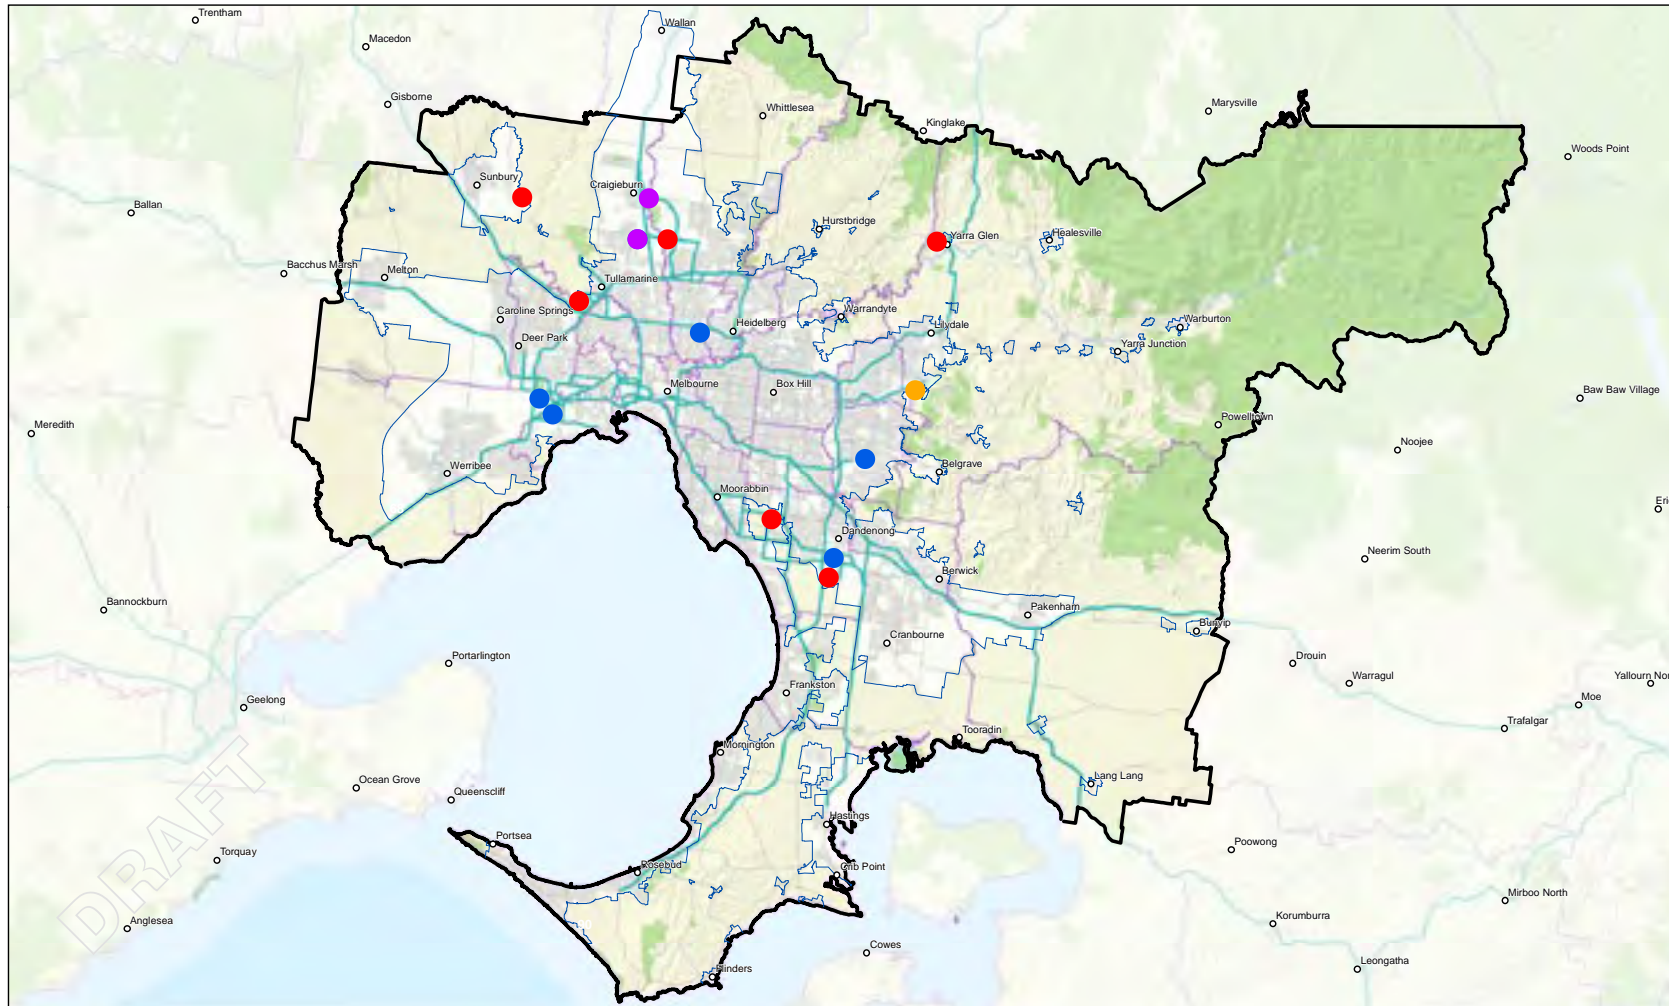 Trentham
Wallan
Macedon
Gisborne
Whittlesea
Marysville
Kinglake
Woods Point
Sunbury
Craigieburn
Ballan
Hurstbridge
Yarra Glen
Healesville
Bacchus Marsh
Melton
Tullamarine
Caroline Springs
Warrandyte
Heidelberg
Lilydale
Warburton
Deer Park
Yarra Junction
Melbourne
Box Hill
Baw Baw Village
Meredith
Powelltown
Noojee
Werribee
Belgrave
Moorabbin
Eri
Dandenong
Neerim South
Berwick
Bannockburn
Pakenham
Bunyip
Cranbourne
Portarlington
Drouin
Warragul
Yallourn Nor
Frankston
Geelong
Moe
Trafalgar
Tooradin
Mornington
Lang Lang
Ocean Grove
Queenscliff
Hastings
Portsea
Poowong
Torquay
Rosebud
Crib Point
Mirboo North
DRAFT
Anglesea
Korumburra
Cowes
Leongatha
Flinders